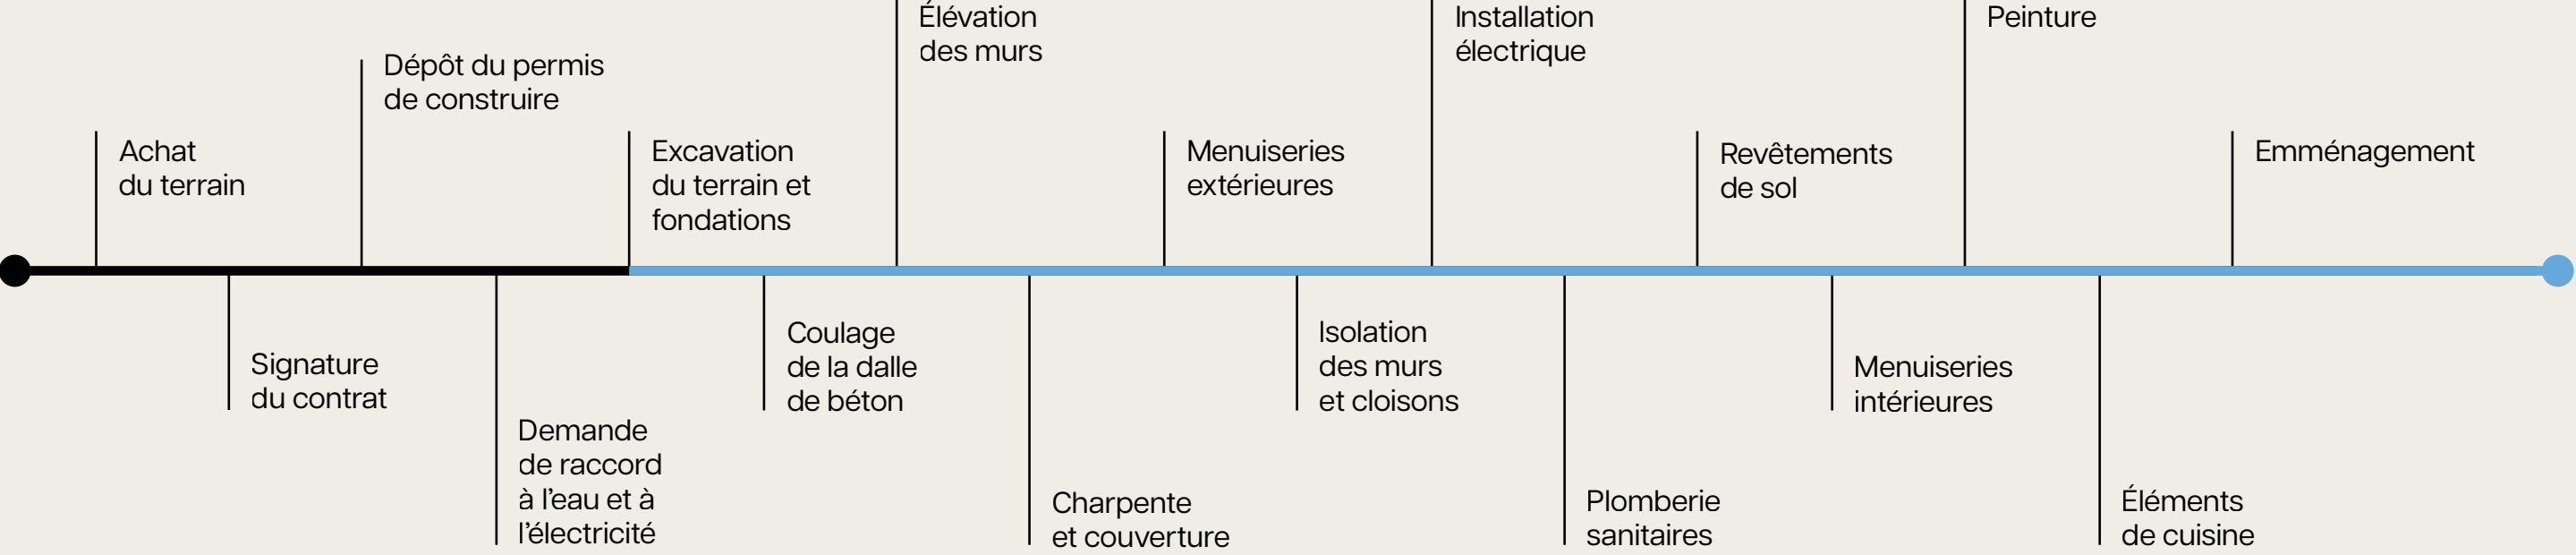 Achat
du terrain
Signature
du contrat
Dépôt du permis
de construire
Demande
de raccord
à l’eau et à
l’électricité
Excavation
du terrain et
fondations
Coulage
de la dalle
de béton
Élévation
des murs
Charpente
et couverture
Menuiseries
extérieures
Isolation
des murs
et cloisons
Installation
électrique
Plomberie
sanitaires
Revêtements
de sol
Menuiseries
intérieures
Peinture
Éléments
de cuisine
Emménagement